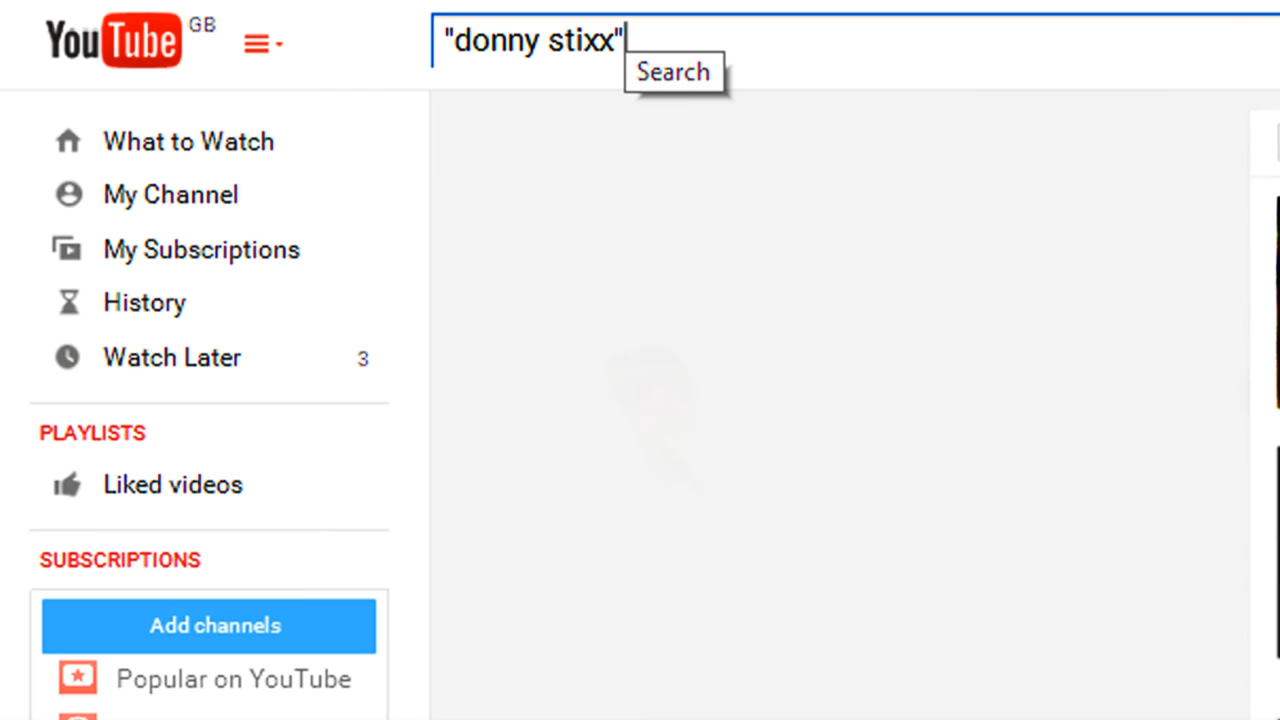 YouTube GB
"donny stixx"
Search
What to Watch
My Channel
My Subscriptions
History
Watch Later 3
PLAYLISTS
Liked videos
SUBSCRIPTIONS
Add channels
Popular on YouTube